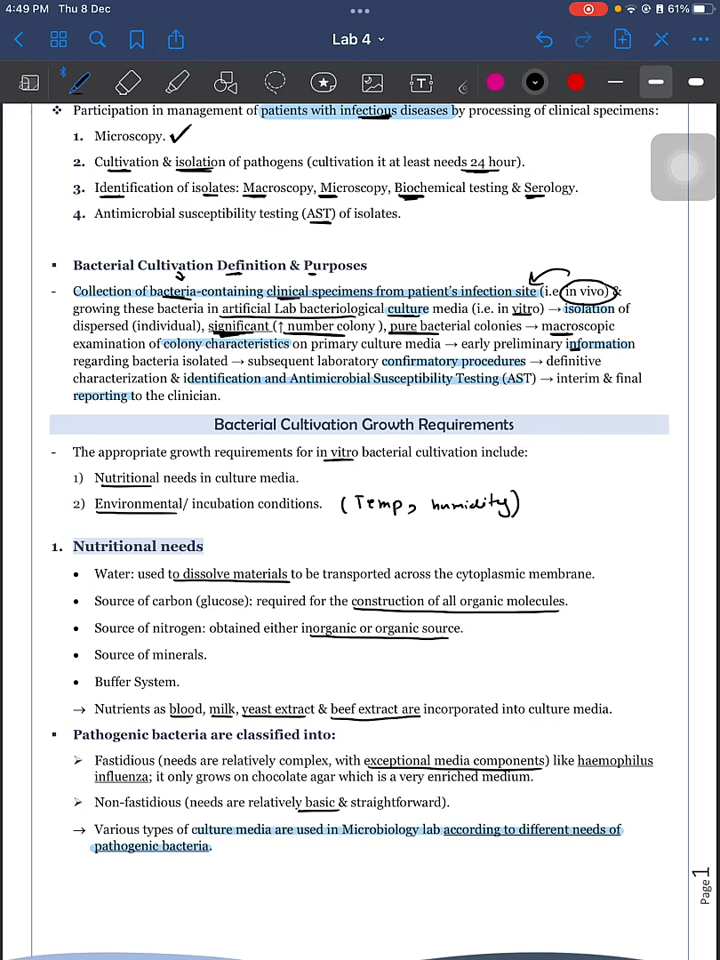 4:49 PM Thu 8 Dec
61%
Lab 4
Participation in management of patients with infectious diseases by processing of clinical specimens:
1. Microscopy.
2. Cultivation & isolation of pathogens (cultivation it at least needs 24 hour).
3. Identification of isolates: Macroscopy, Microscopy, Biochemical testing & Serology.
4. Antimicrobial susceptibility testing (AST) of isolates.
Bacterial Cultivation Definition & Purposes
- Collection of bacteria-containing clinical specimens from patient's infection site (i.e. in vivo) &
growing these bacteria in artificial Lab bacteriological culture media (i.e. in vitro) → isolation of
dispersed (individual), significant (↑ number colony ), pure bacterial colonies → macroscopic
examination of colony characteristics on primary culture media → early preliminary information
regarding bacteria isolated → subsequent laboratory confirmatory procedures → definitive
characterization & identification and Antimicrobial Susceptibility Testing (AST) → interim & final
reporting to the clinician.
Bacterial Cultivation Growth Requirements
- The appropriate growth requirements for in vitro bacterial cultivation include:
1) Nutritional needs in culture media.
2) Environmental/ incubation conditions. (Temp, humidity)
1. Nutritional needs
• Water: used to dissolve materials to be transported across the cytoplasmic membrane.
• Source of carbon (glucose): required for the construction of all organic molecules.
• Source of nitrogen: obtained either inorganic or organic source.
• Source of minerals.
• Buffer System.
→ Nutrients as blood, milk, yeast extract & beef extract are incorporated into culture media.
Pathogenic bacteria are classified into:
Fastidious (needs are relatively complex, with exceptional media components) like haemophilus
influenza; it only grows on chocolate agar which is a very enriched medium.
Non-fastidious (needs are relatively basic & straightforward).
→ Various types of culture media are used in Microbiology lab according to different needs of
pathogenic bacteria.
Page 1